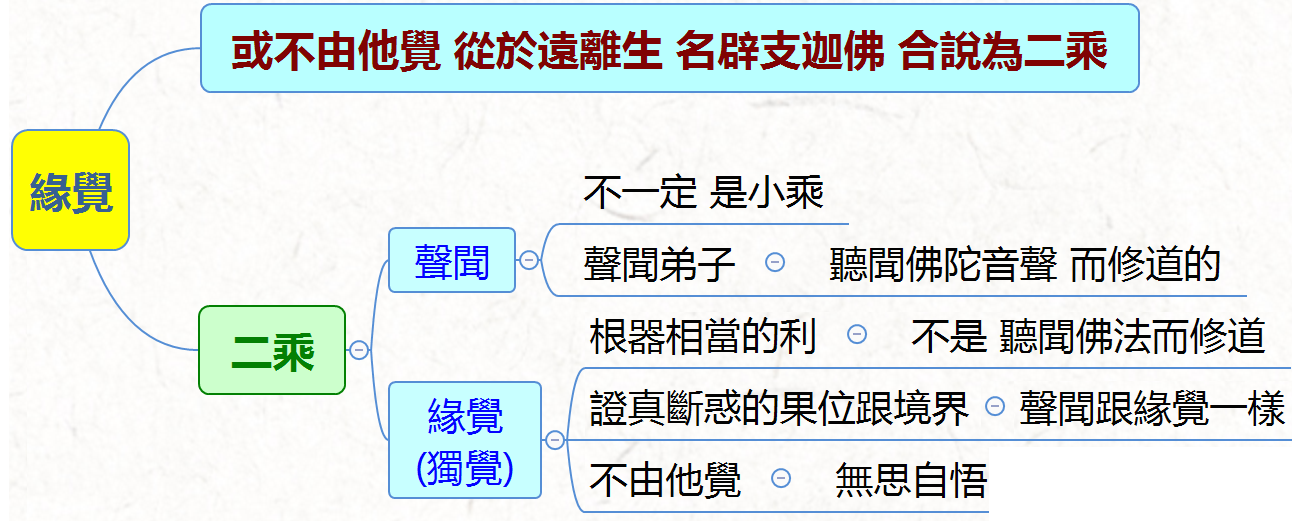 或不由他覺 從於遠離生 名辟支迦佛 合說為二乘
緣覺
二乘
聲聞
不一定 是小乘
聲聞弟子 聽聞佛陀音聲 而修道的
緣覺
(獨覺)
根器相當的利 不是 聽聞佛法而修道
證真斷惑的果位跟境界 聲聞跟緣覺一樣
不由他覺 無思自悟